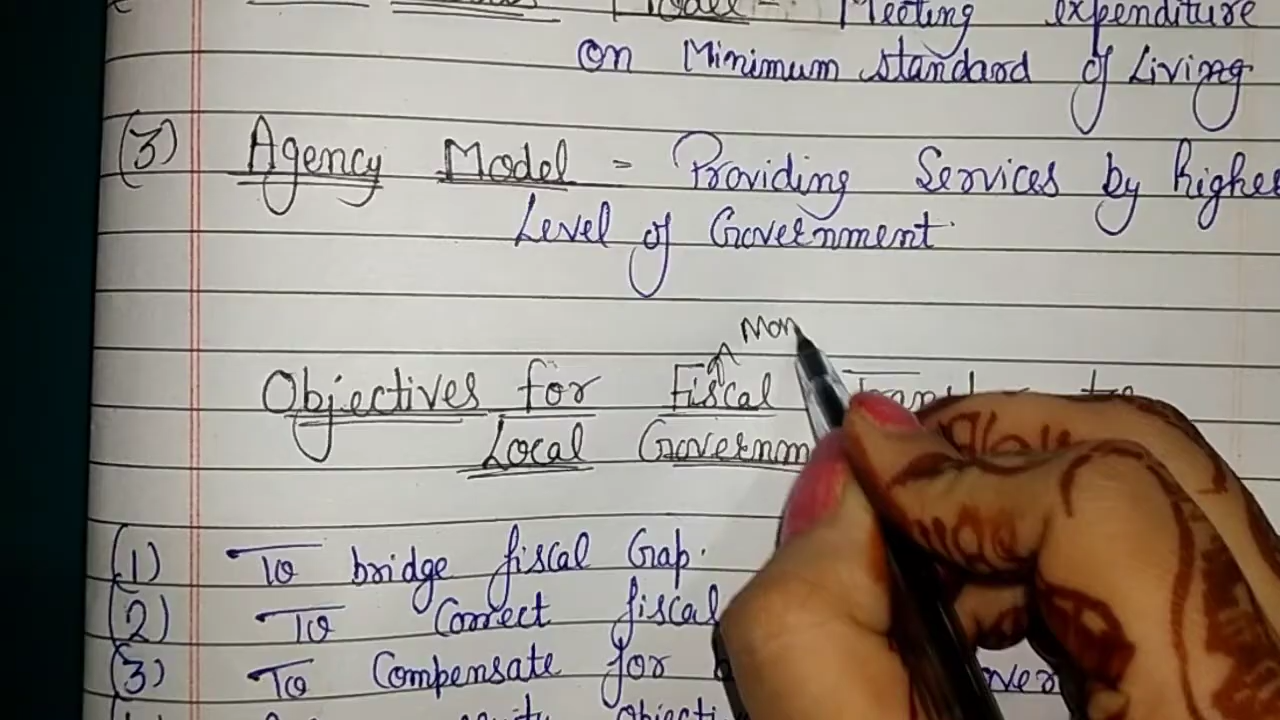 Meeting expenditure
on Minimum standard of Living
(3) Agency Model = Providing Services by higher
Level of Government.
Mon
Objectives for Fiscal
Local Governm
(1) To bridge fiscal Gap.
(2) To Correct fiscal
(3) To Compensate for